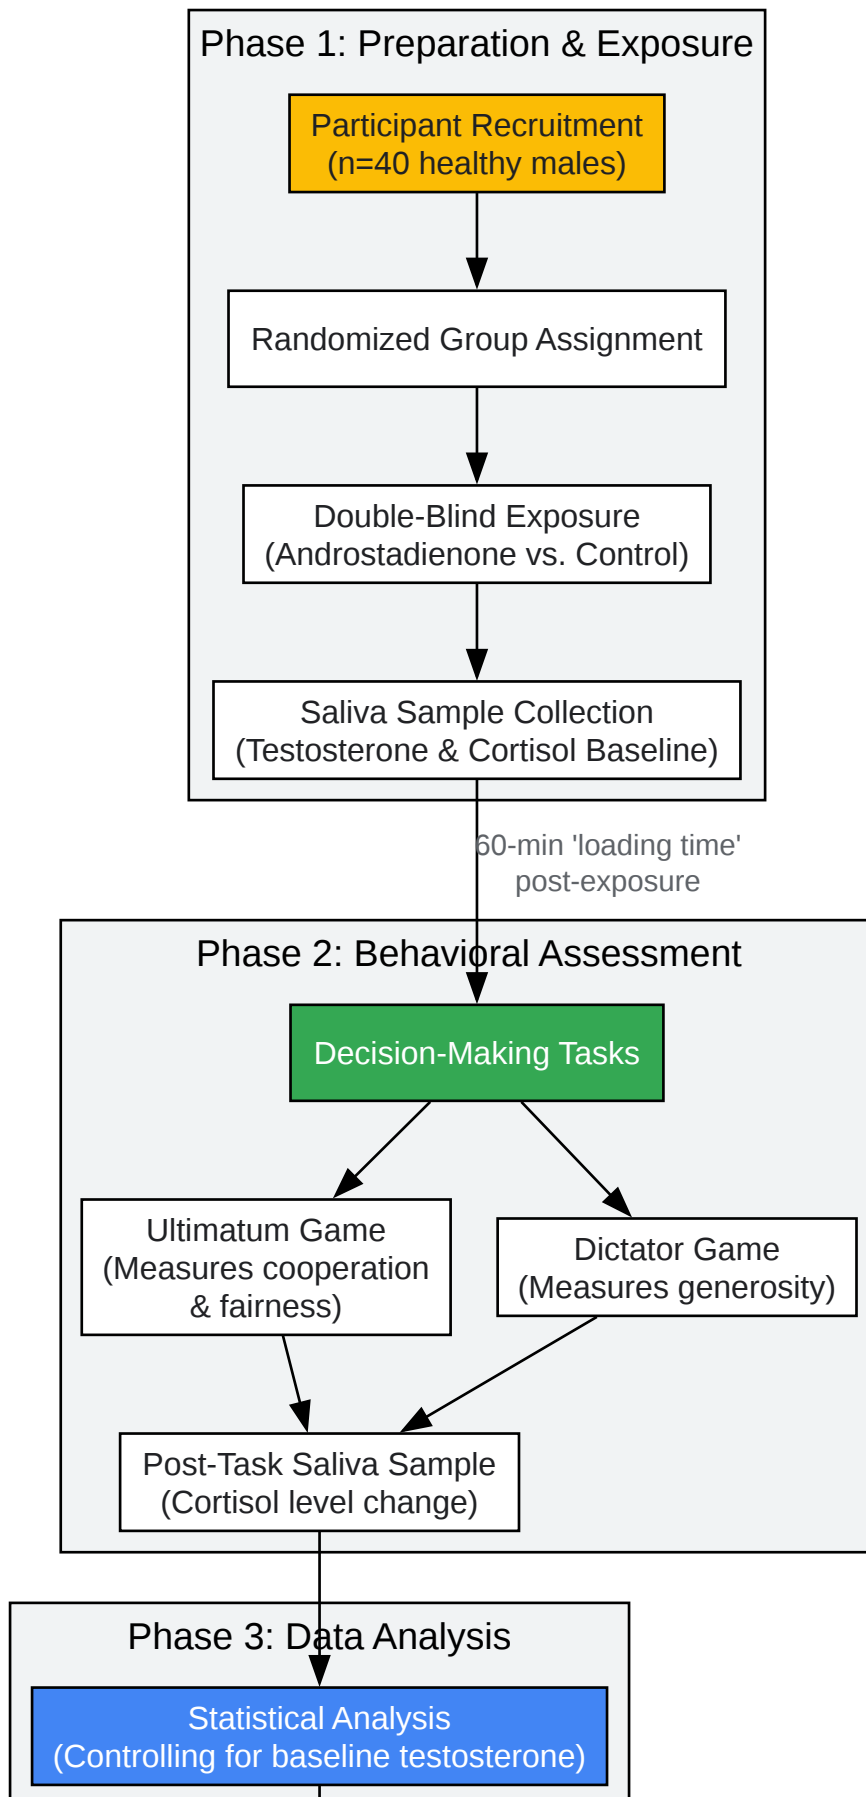 Phase 1: Preparation & Exposure
Participant Recruitment
(n=40 healthy males)
Randomized Group Assignment
Double-Blind Exposure
(Androstadienone vs. Control)
Saliva Sample Collection
(Testosterone & Cortisol Baseline)
60-min 'loading time'
post-exposure
Phase 2: Behavioral Assessment
Decision-Making Tasks
Ultimatum Game
(Measures cooperation
& fairness)
Dictator Game
(Measures generosity)
Post-Task Saliva Sample
(Cortisol level change)
Phase 3: Data Analysis
Statistical Analysis
(Controlling for baseline testosterone)